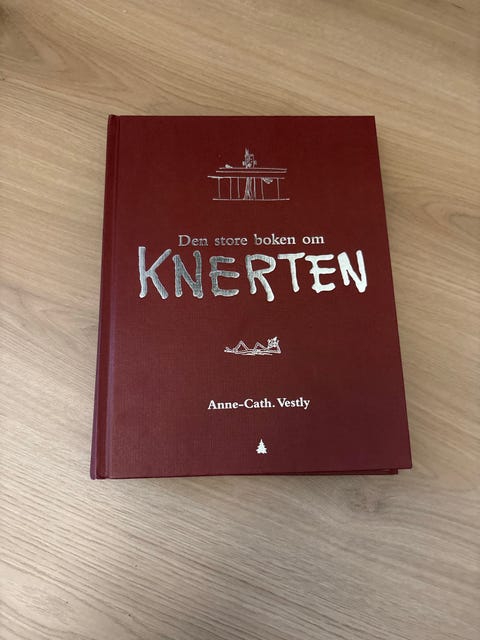 Den store boken om
KNERTEN
Anne-Cath. Vestly